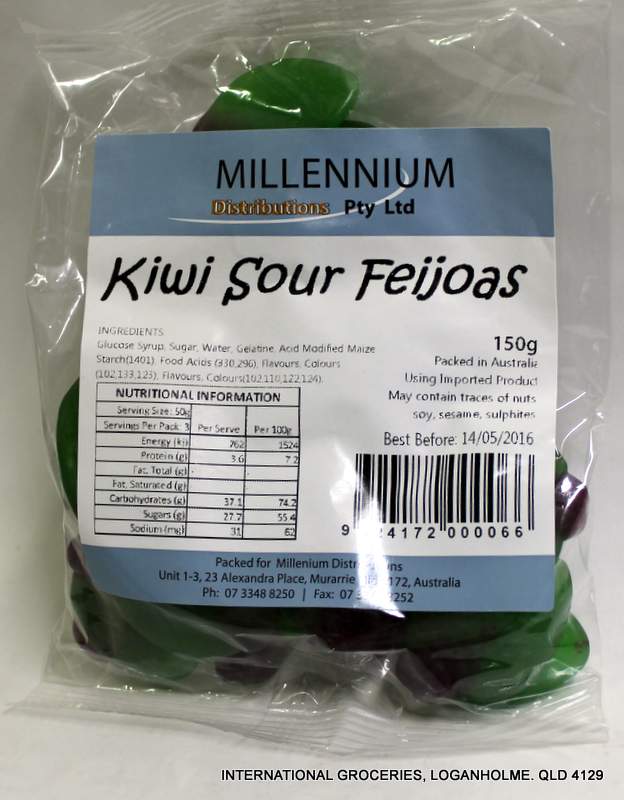 MILLENNIUM
Distributions Pty Ltd
Kiwi Sour Feijoas
INGREDIENTS:
Glucose Syrup, Sugar, Water, Gelatine, Acid Modified Maize
Starch(1401), Food Acids (330,296), Flavours, Colours
(102,133,123), Flavours, Colours(102,110,122,124).
150g
Packed in Australia
Using Imported Product
May contain traces of nuts
soy, sesame, sulphites
Best Before: 14/05/2016
NUTRITIONAL INFORMATION
Serving Size: 50g
Servings Per Pack: 3 Per Serve Per 100g
Energy (kj) 762 1524
Protein (g) 3.6 7.2
Fat, Total (g) - -
Fat, Saturated (g) - -
Carbohydrates (g) 37.1 74.2
Sugars (g) 27.7 55.4
Sodium (mg) 31 62
9 24172 000066
Packed for Millenium
Unit 1-3, 23 Alexandra Place, Murarrie 172, Australia
Ph: 07 3348 8250 | Fax: 07 3 252
INTERNATIONAL GROCERIES, LOGANHOLME. QLD 4129